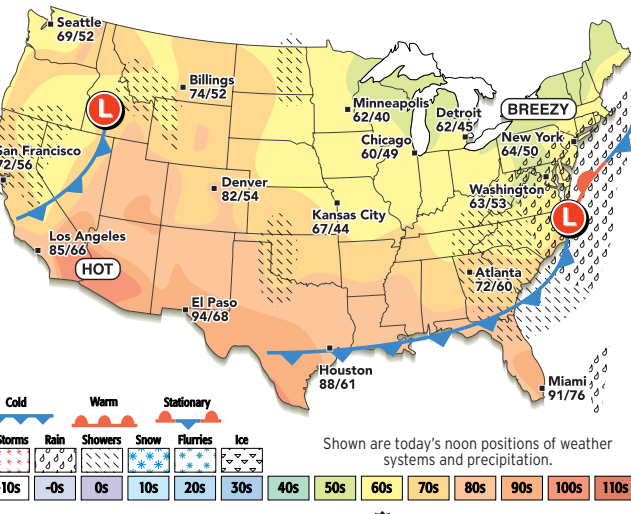 Seattle
69/52
Billings
74/52
L
Minneapolis
62/40
Detroit
62/45
BREEZY
Chicago
60/49
New York
64/50
San Francisco
72/56
Denver
82/54
Washington
63/53
L
Kansas City
67/44
Los Angeles
85/66
HOT
Atlanta
72/60
El Paso
94/68
Houston
88/61
Miami
91/76
Cold
Warm
Stationary
Storms Rain Showers Snow Flurries Ice
Shown are today's noon positions of weather
systems and precipitation.
-10s -0s 0s 10s 20s 30s 40s 50s 60s 70s 80s 90s 100s 110s